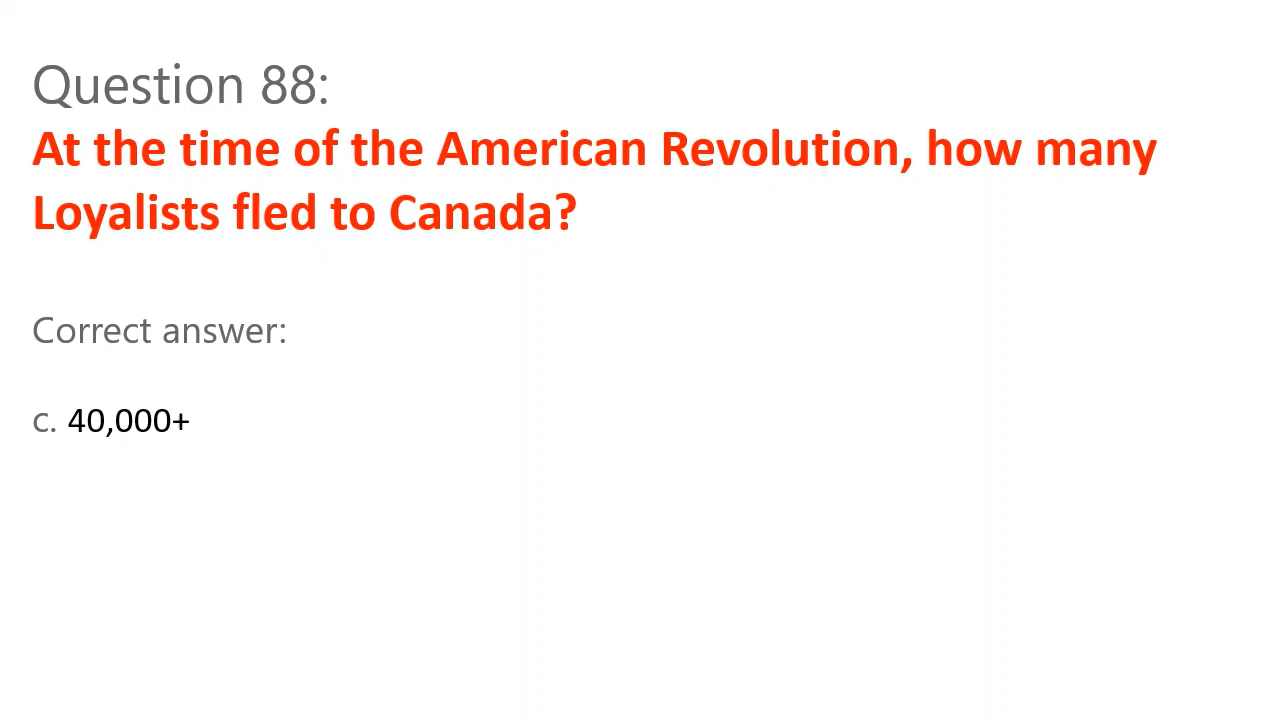 Question 88:
At the time of the American Revolution, how many
Loyalists fled to Canada?
Correct answer:
c. 40,000+